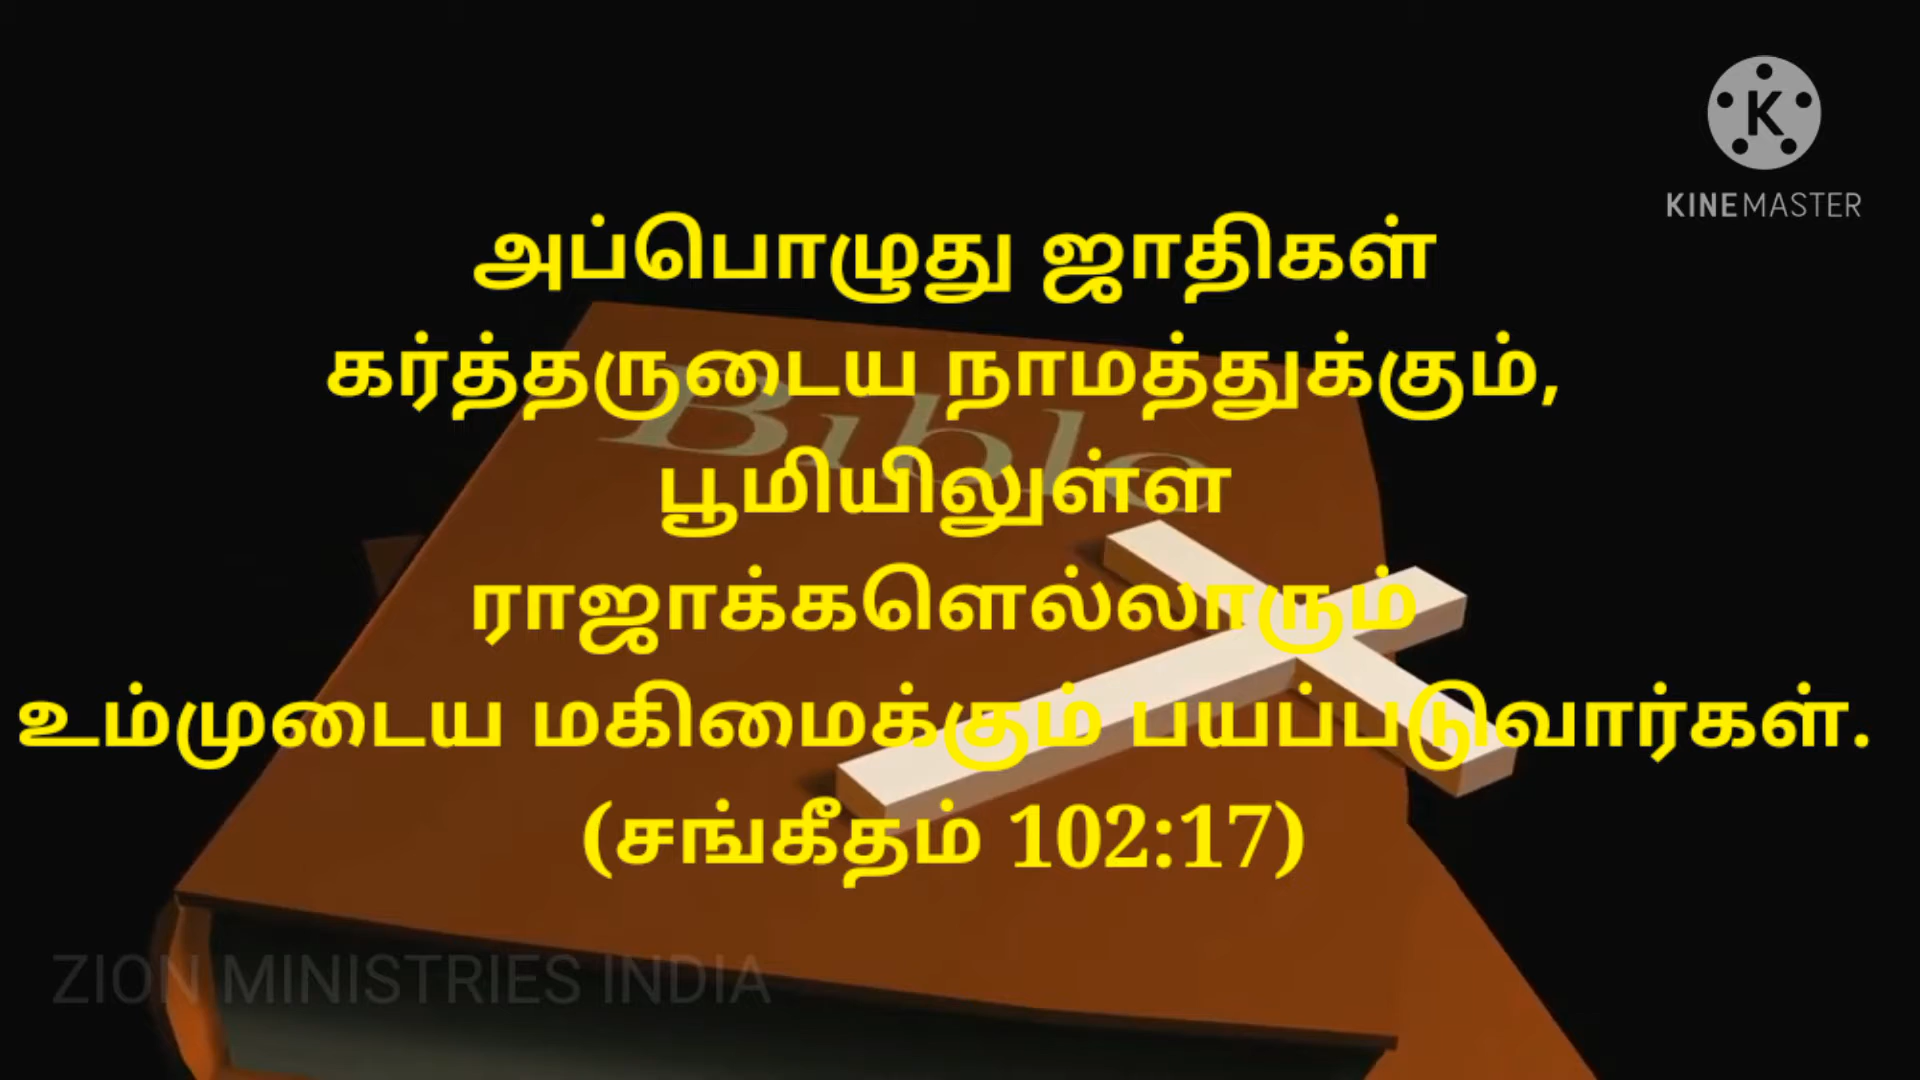 K
KINEMASTER
அப்பொழுது ஜாதிகள்
கர்த்தருடைய நாமத்துக்கும்,
பூமியிலுள்ள
ராஜாக்களெல்லாரும்
உம்முடைய மகிமைக்கும் பயப்படுவார்கள்.
(சங்கீதம் 102:17)
Bible
ZION MINISTRIES INDIA